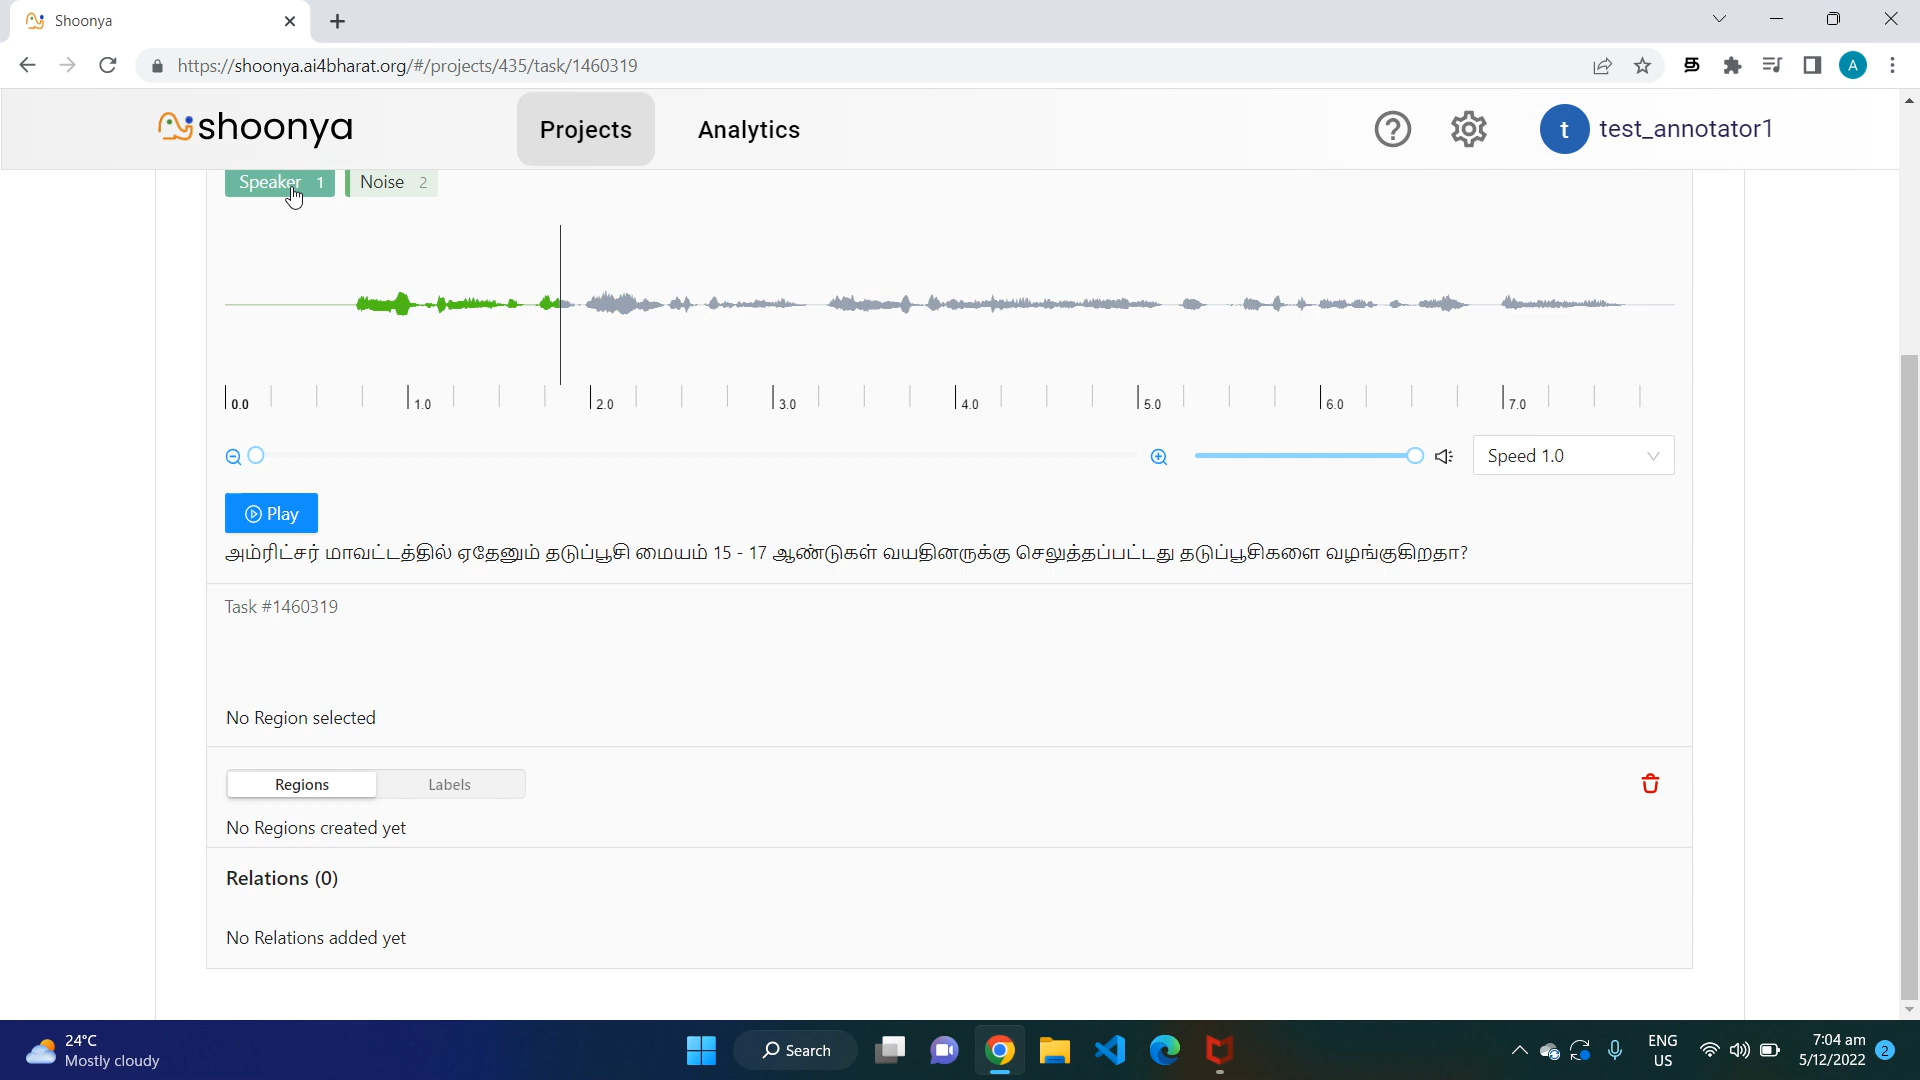 Shoonya
https://shoonya.ai4bharat.org/#/projects/435/task/1460319
A
shoonya Projects Analytics t test_annotator1
Speaker 1 Noise 2
0.0 1.0 2.0 3.0 4.0 5.0 6.0 7.0
Speed 1.0
Play
அம்ரிட்சர் மாவட்டத்தில் ஏதேனும் தடுப்பூசி மையம் 15 - 17 ஆண்டுகள் வயதினருக்கு செலுத்தப்பட்டது தடுப்பூசிகளை வழங்குகிறதா?
Task #1460319
No Region selected
Regions Labels
No Regions created yet
Relations (0)
No Relations added yet
24°C
Mostly cloudy
Search
ENG
US
7:04 am
5/12/2022
2